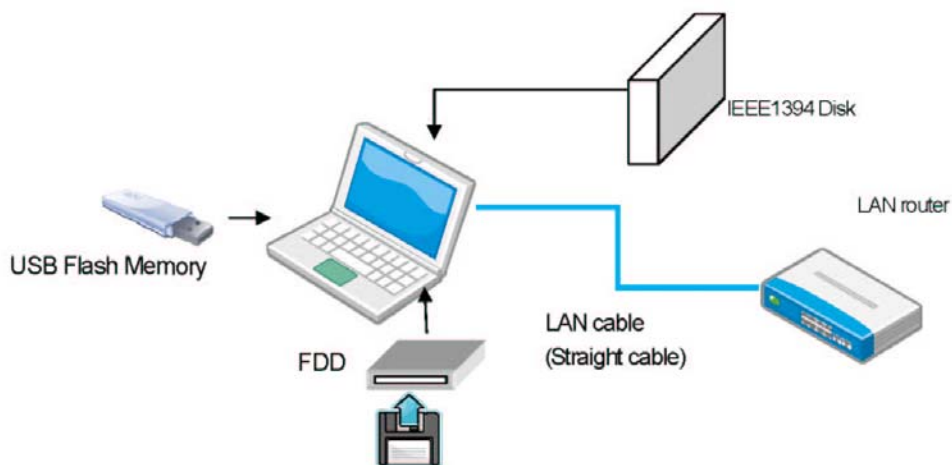 IEEE1394 Disk
LAN router
USB Flash Memory
LAN cable
(Straight cable)
FDD